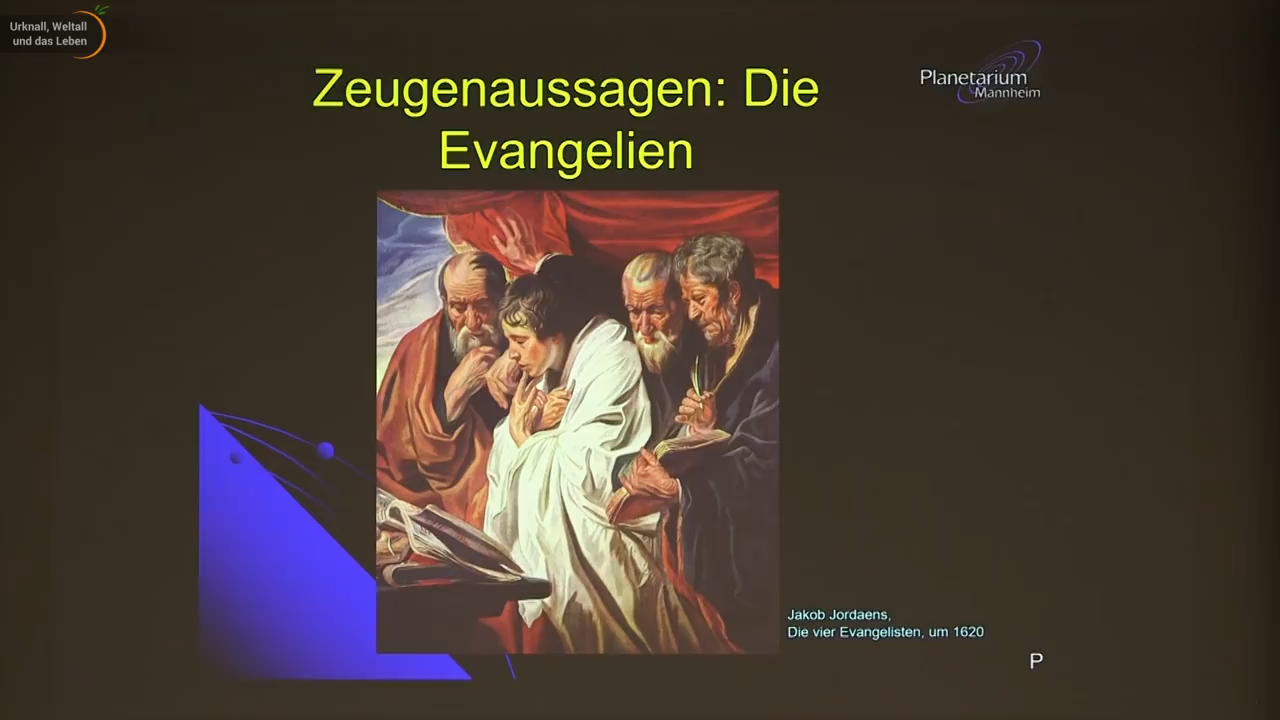 Urknall, Weltall
und das Leben
Zeugenaussagen: Die
Evangelien
Planetarium
Mannheim
Jakob Jordaens,
Die vier Evangelisten, um 1620
P